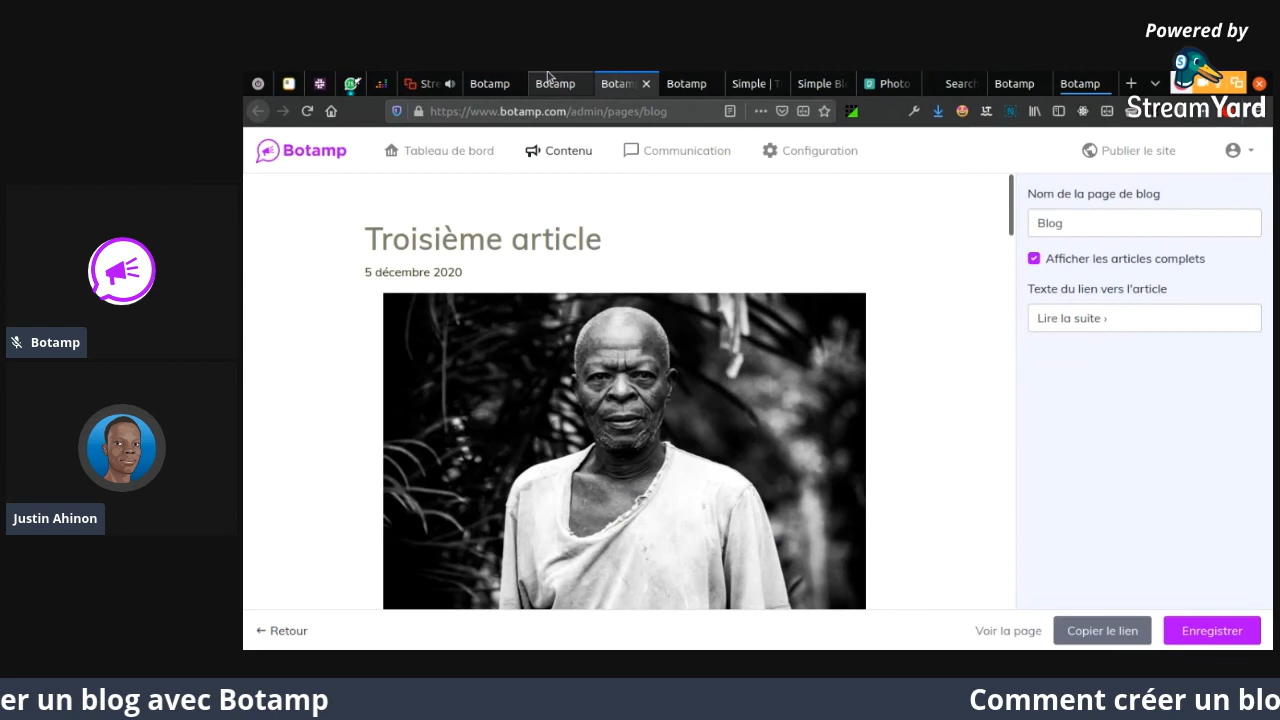 Powered by
StreamYard
Stre
Botamp
Botamp
Botam
Botamp
Simple | T
Simple Bl
Photo
Search
Botamp
Botamp
https://www.botamp.com/admin/pages/blog
Botamp
Tableau de bord
Contenu
Communication
Configuration
Publier le site
Troisième article
5 décembre 2020
Nom de la page de blog
Blog
Afficher les articles complets
Texte du lien vers l'article
Lire la suite ›
← Retour
Voir la page
Copier le lien
Enregistrer
Botamp
Justin Ahinon
er un blog avec Botamp
Comment créer un blo